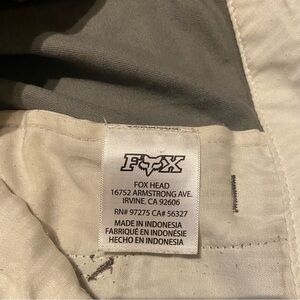 FOX
FOX HEAD
16752 ARMSTRONG AVE.
IRVINE, CA 92606
RN# 97275 CA# 56327
MADE IN INDONESIA
FABRIQUÉ EN INDONÉSIE
HECHO EN INDONESIA